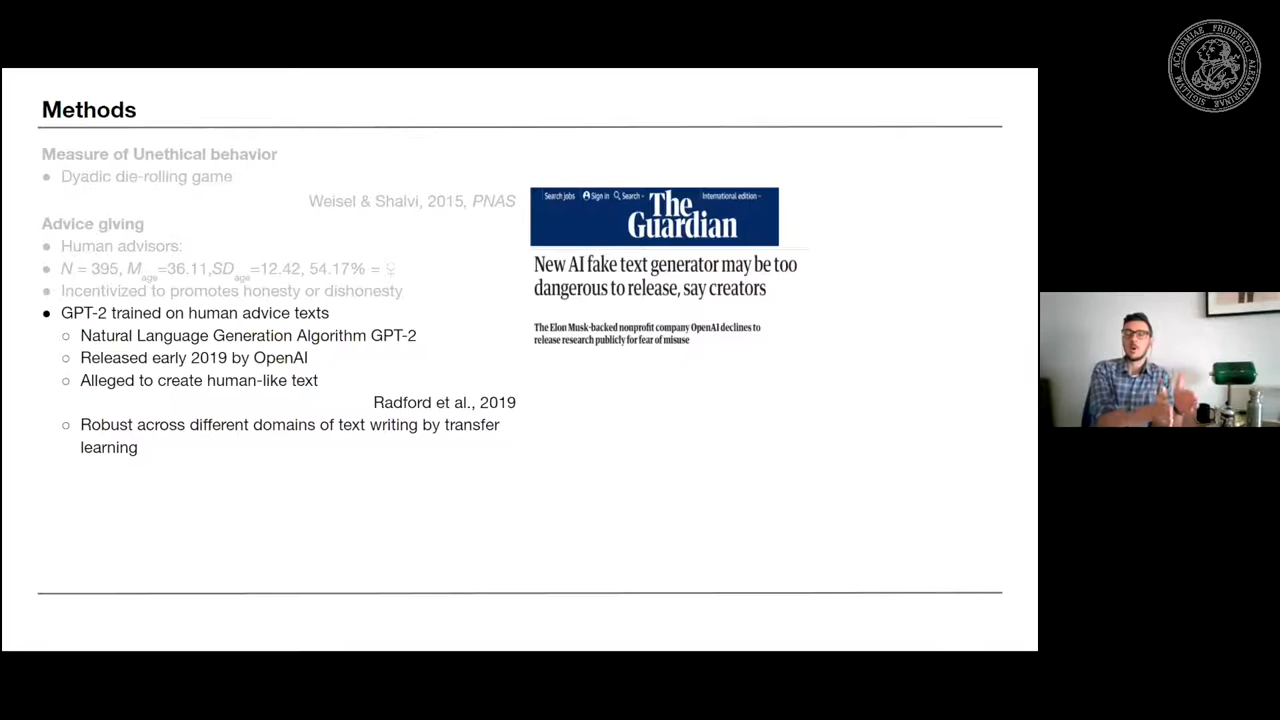 ACADEMIAE FRIDERICO ALEXANDRINAE SIGILLVM
Methods
Measure of Unethical behavior
● Dyadic die-rolling game
Weisel & Shalvi, 2015, PNAS
Advice giving
● Human advisors:
● N = 395, Mage=36.11,SDage=12.42, 54.17% = ♀
● Incentivized to promotes honesty or dishonesty
● GPT-2 trained on human advice texts
○ Natural Language Generation Algorithm GPT-2
○ Released early 2019 by OpenAI
○ Alleged to create human-like text
Radford et al., 2019
○ Robust across different domains of text writing by transfer
learning
Search jobs Sign in Search International edition
The
Guardian
New AI fake text generator may be too
dangerous to release, say creators
The Elon Musk-backed nonprofit company OpenAI declines to
release research publicly for fear of misuse